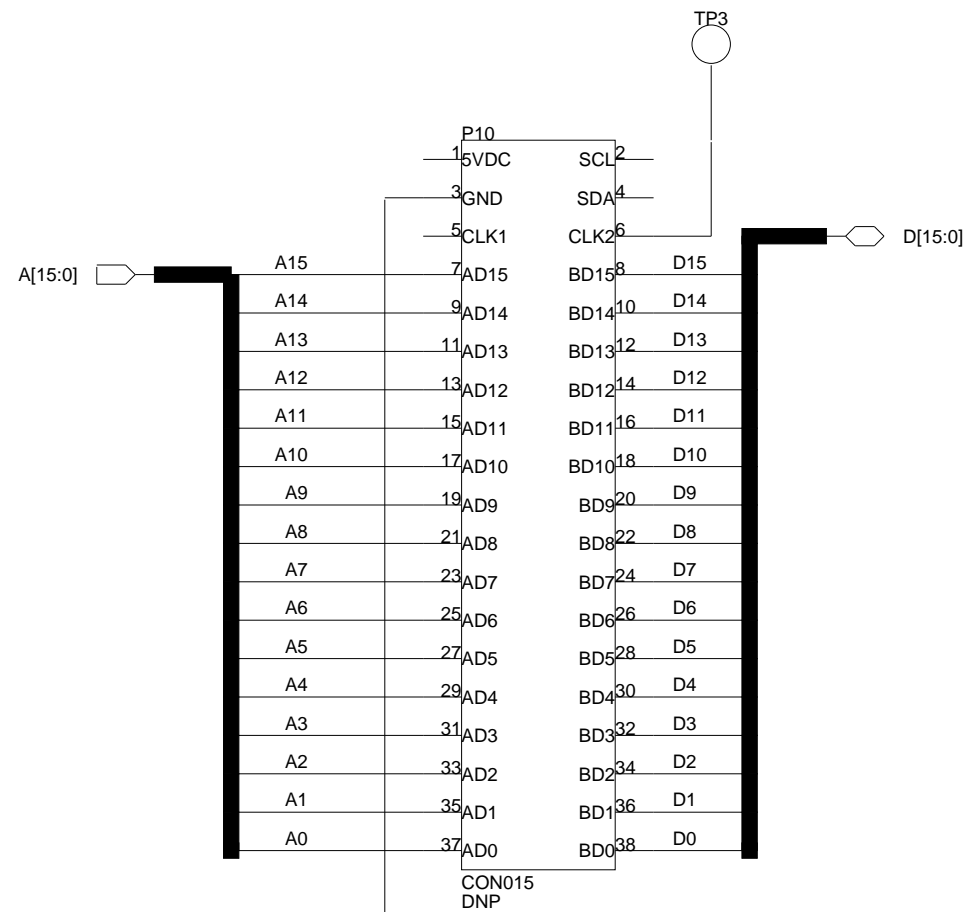 TP3
P10
1 5VDC SCL 2
3 GND SDA 4
5 CLK1 CLK2 6
D[15:0]
A[15:0]
A15 7 AD15 BD15 8 D15
A14 9 AD14 BD14 10 D14
A13 11 AD13 BD13 12 D13
A12 13 AD12 BD12 14 D12
A11 15 AD11 BD11 16 D11
A10 17 AD10 BD10 18 D10
A9 19 AD9 BD9 20 D9
A8 21 AD8 BD8 22 D8
A7 23 AD7 BD7 24 D7
A6 25 AD6 BD6 26 D6
A5 27 AD5 BD5 28 D5
A4 29 AD4 BD4 30 D4
A3 31 AD3 BD3 32 D3
A2 33 AD2 BD2 34 D2
A1 35 AD1 BD1 36 D1
A0 37 AD0 BD0 38 D0
CON015
DNP